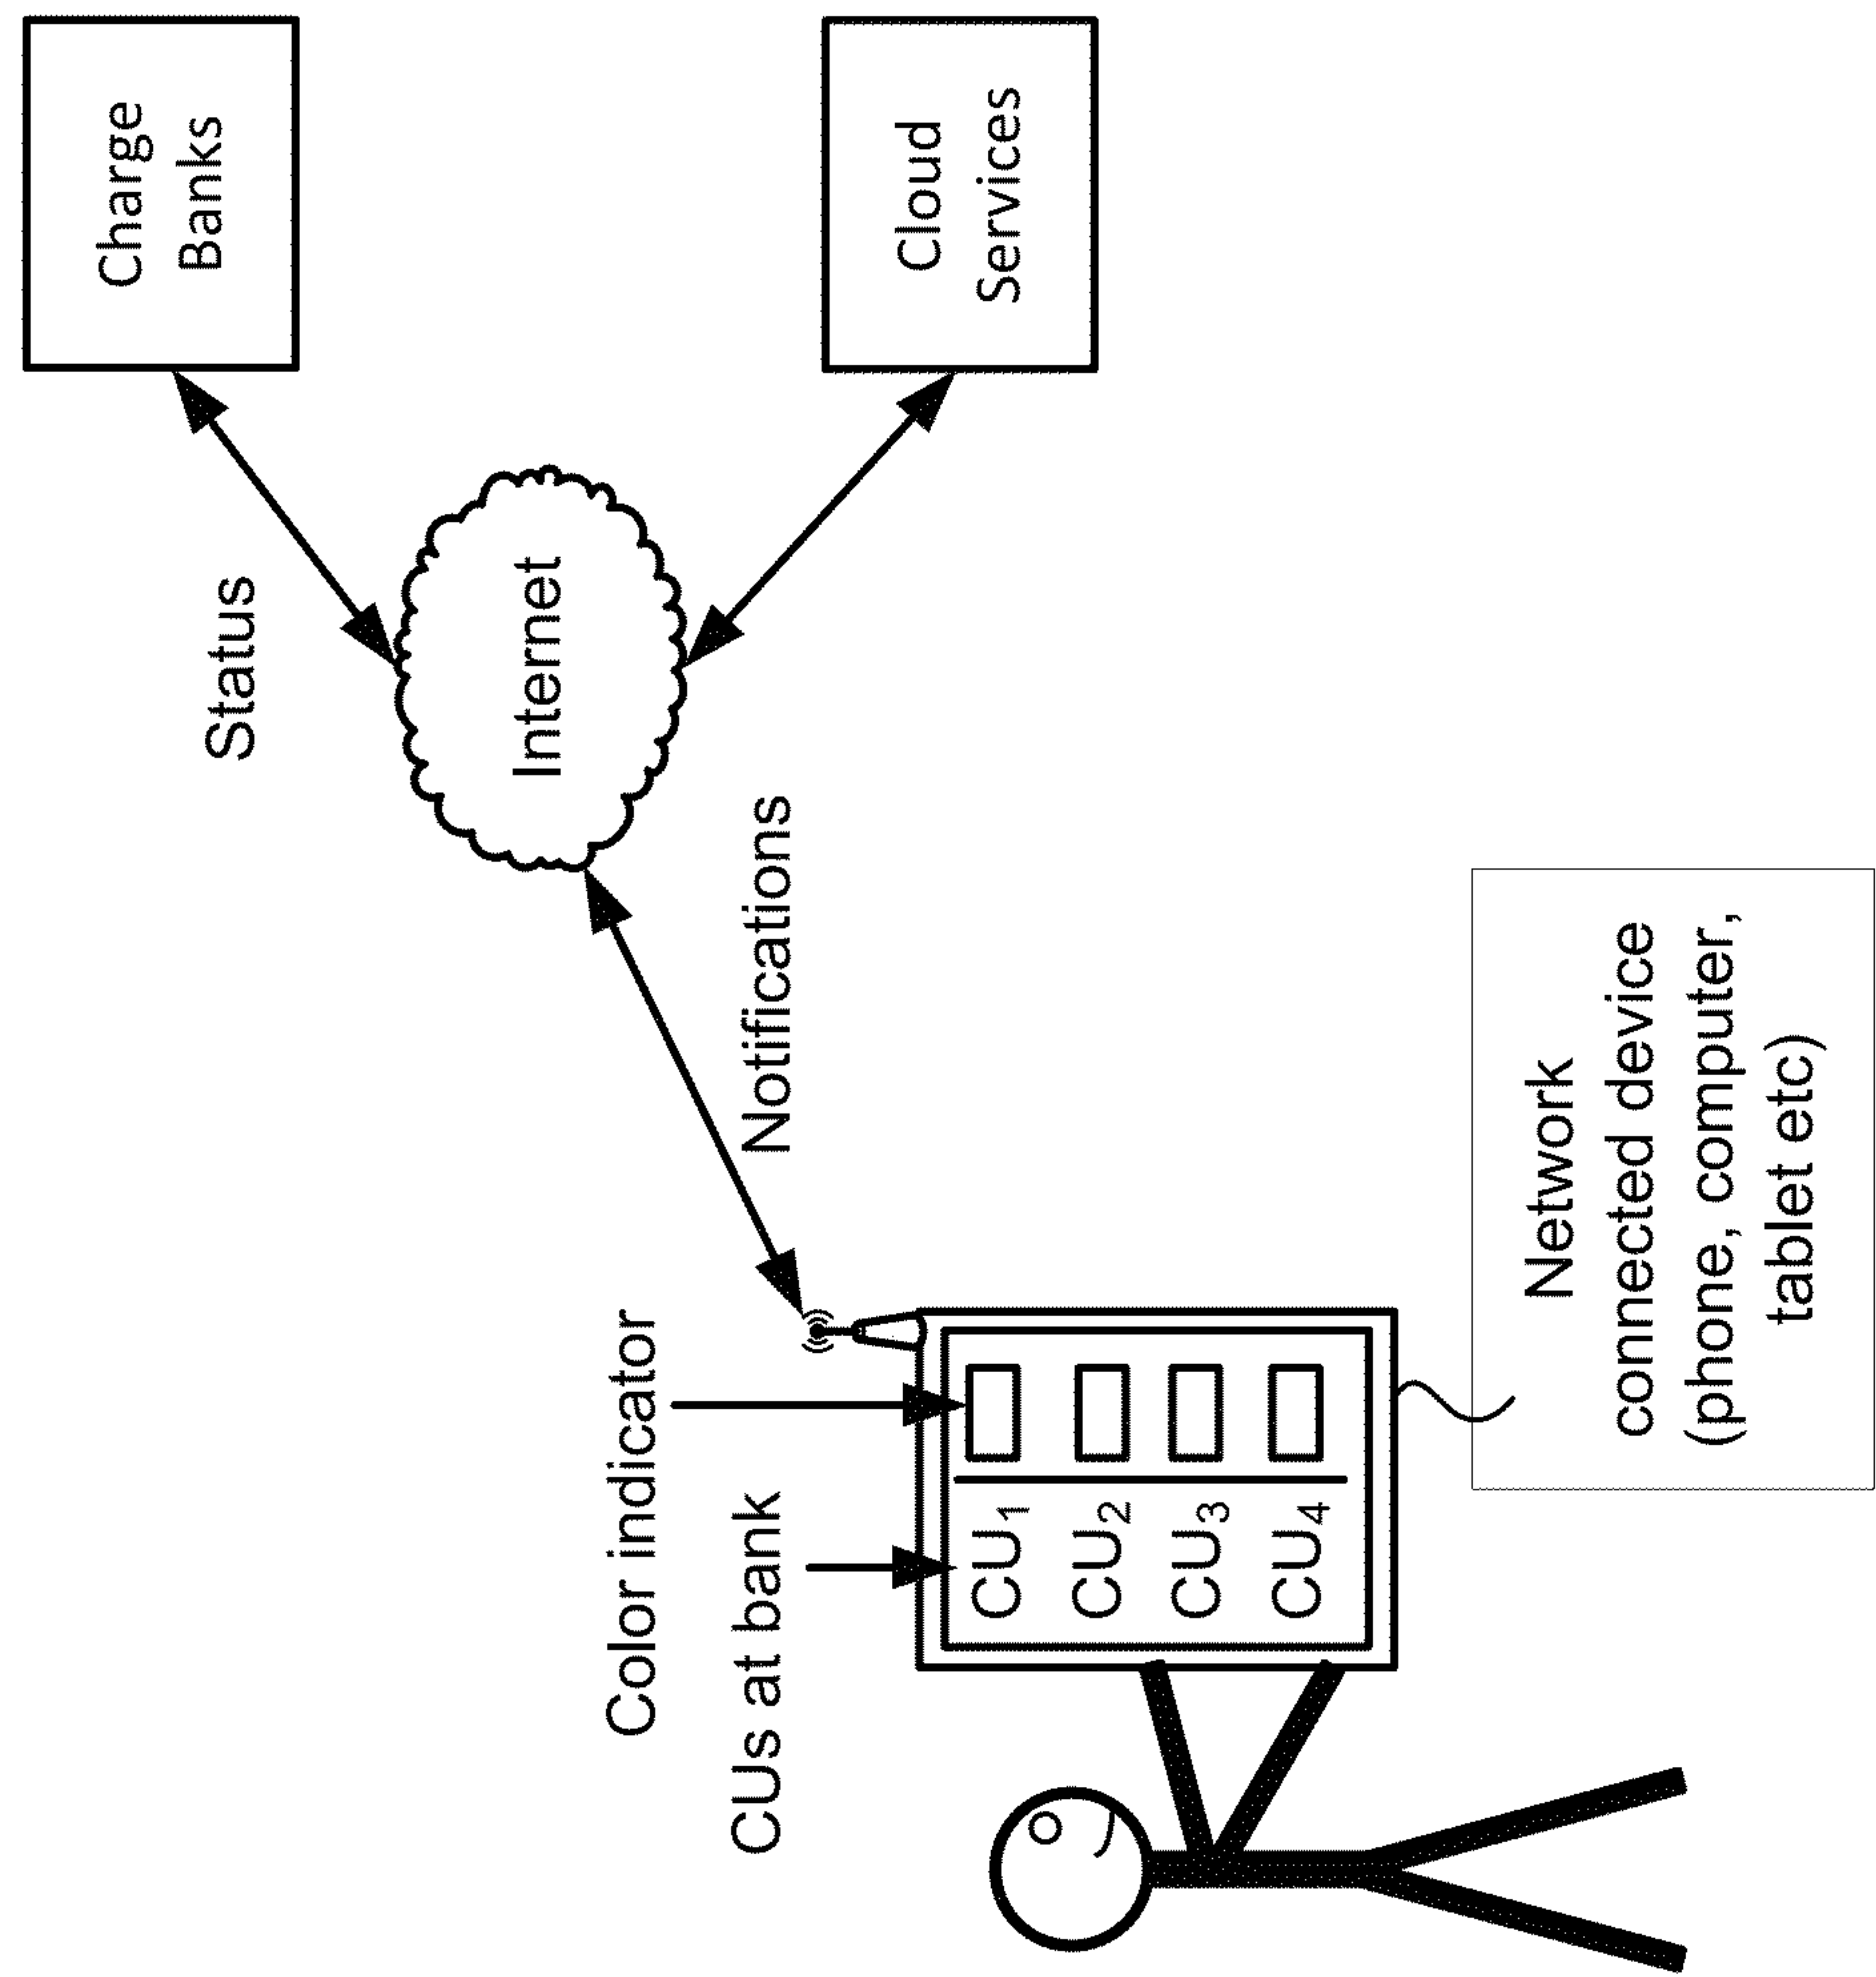 Charge
Banks
Cloud
Services
Status
Internet
Notifications
Color indicator
CUs at bank
CU1
CU2
CU3
CU4
Network
connected device
(phone, computer,
tablet etc)